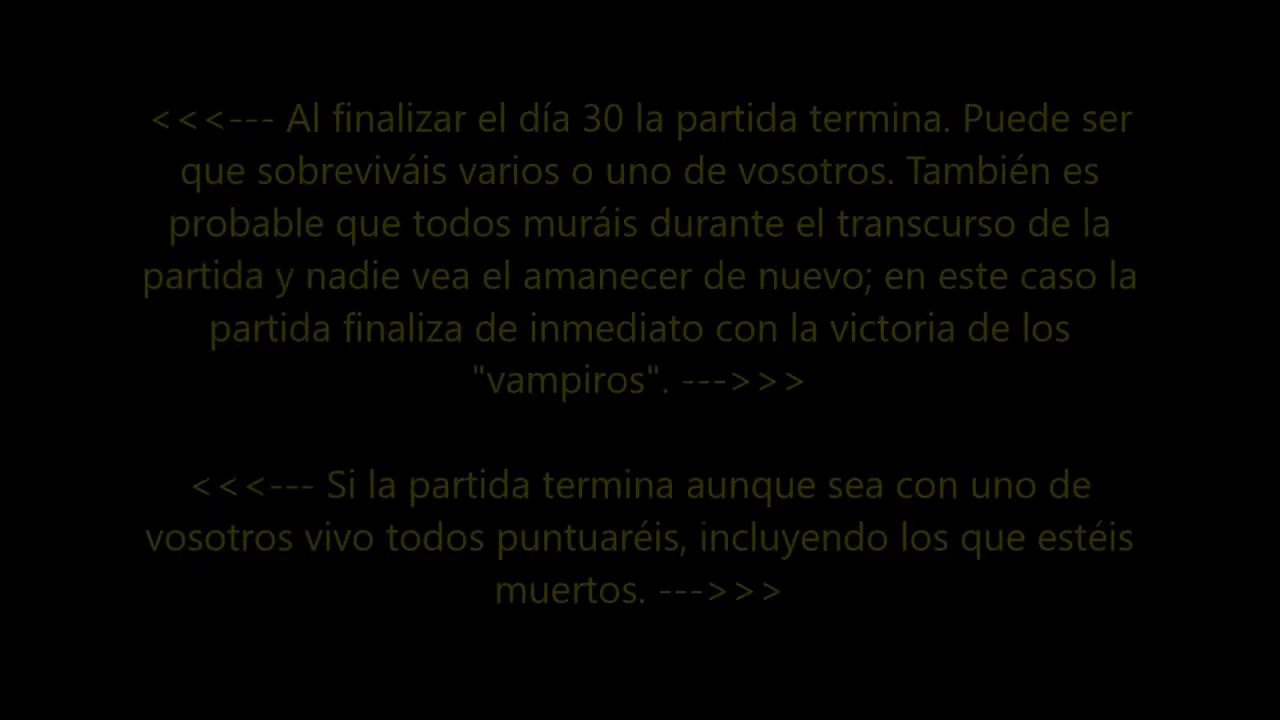 <<<--- Al finalizar el día 30 la partida termina. Puede ser
que sobreviváis varios o uno de vosotros. También es
probable que todos muráis durante el transcurso de la
partida y nadie vea el amanecer de nuevo; en este caso la
partida finaliza de inmediato con la victoria de los
"vampiros". --->>>
<<<--- Si la partida termina aunque sea con uno de
vosotros vivo todos puntuaréis, incluyendo los que estéis
muertos. --->>>